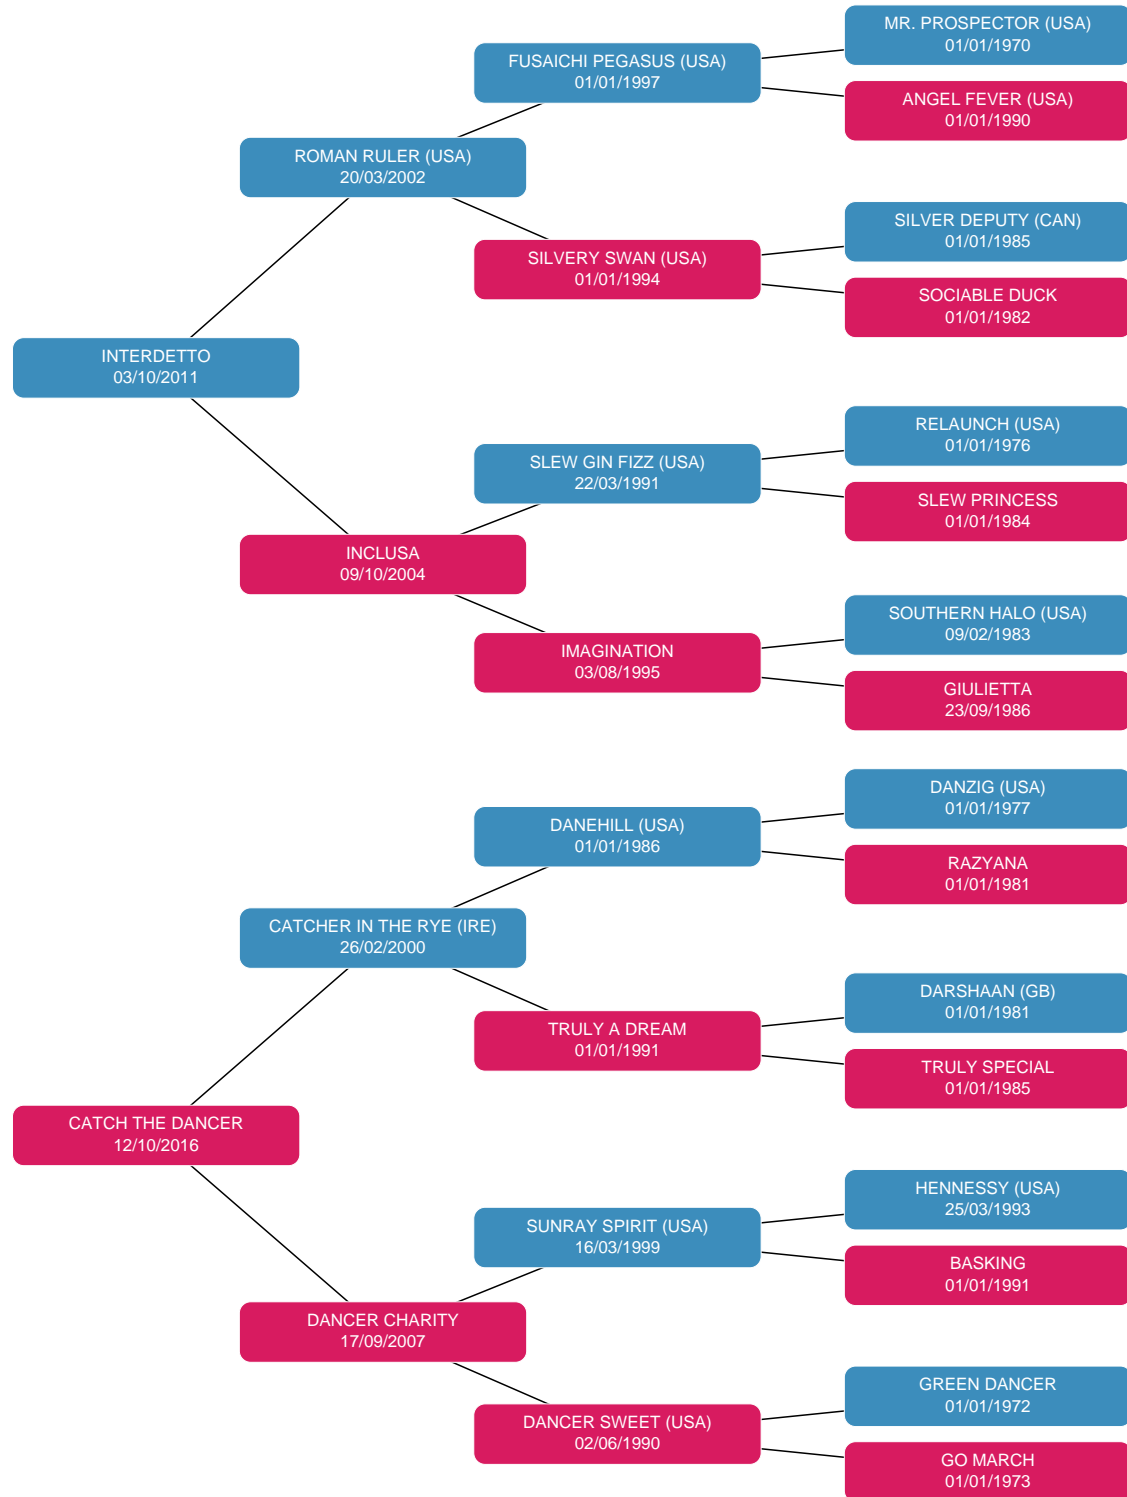 MR. PROSPECTOR (USA)
01/01/1970
FUSAICHI PEGASUS (USA)
01/01/1997
ANGEL FEVER (USA)
01/01/1990
ROMAN RULER (USA)
20/03/2002
SILVER DEPUTY (CAN)
01/01/1985
SILVERY SWAN (USA)
01/01/1994
SOCIABLE DUCK
01/01/1982
INTERDETTO
03/10/2011
RELAUNCH (USA)
01/01/1976
SLEW GIN FIZZ (USA)
22/03/1991
SLEW PRINCESS
01/01/1984
INCLUSA
09/10/2004
SOUTHERN HALO (USA)
09/02/1983
IMAGINATION
03/08/1995
GIULIETTA
23/09/1986
DANZIG (USA)
01/01/1977
DANEHILL (USA)
01/01/1986
RAZYANA
01/01/1981
CATCHER IN THE RYE (IRE)
26/02/2000
DARSHAAN (GB)
01/01/1981
TRULY A DREAM
01/01/1991
TRULY SPECIAL
01/01/1985
CATCH THE DANCER
12/10/2016
HENNESSY (USA)
25/03/1993
SUNRAY SPIRIT (USA)
16/03/1999
BASKING
01/01/1991
DANCER CHARITY
17/09/2007
GREEN DANCER
01/01/1972
DANCER SWEET (USA)
02/06/1990
GO MARCH
01/01/1973